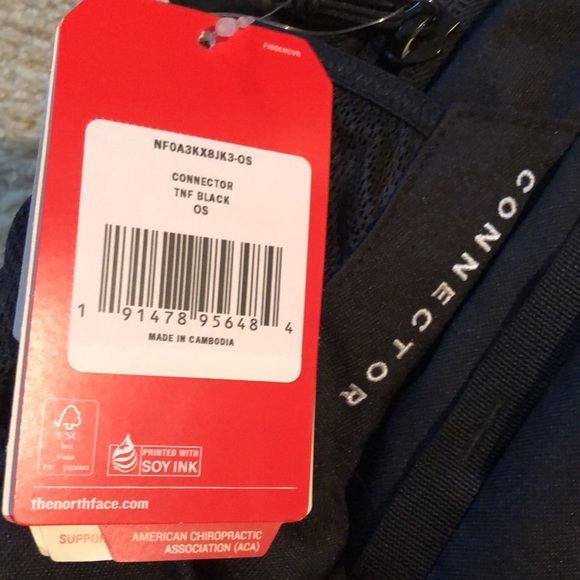 FIBGENCVR
NF0A3KX8JK3-OS
CONNECTOR
TNF BLACK
OS
1 91478 95648 4
MADE IN CAMBODIA
FSC
PRINTED WITH
SOY INK
thenorthface.com
AMERICAN CHIROPRACTIC
ASSOCIATION (ACA)
CONNECTOR